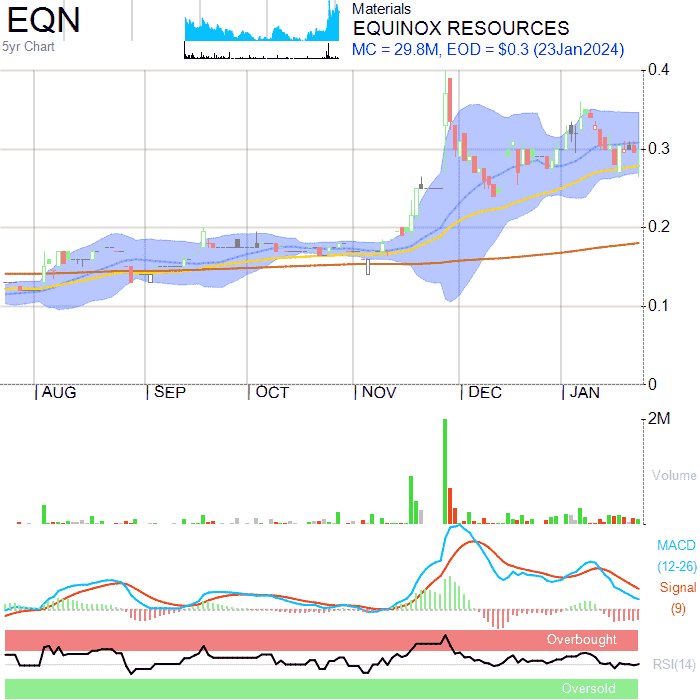 EQN
5yr Chart
Materials
EQUINOX RESOURCES
MC = 29.8M, EOD = $0.3 (23Jan2024)
0.4
0.3
0.2
0.1
0
AUG SEP OCT NOV DEC JAN
2M
Volume
MACD
(12-26)
Signal
(9)
Overbought
RSI(14)
Oversold